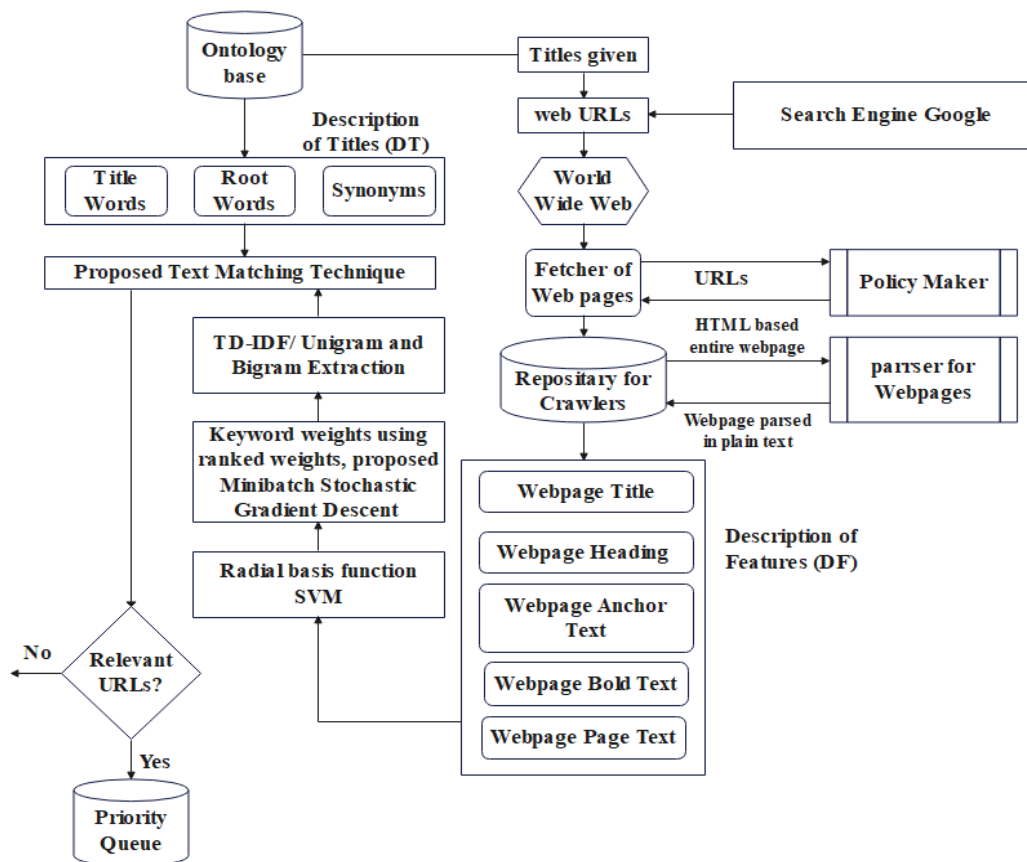 Ontology
base
Titles given
web URLs
Search Engine Google
Description
of Titles (DT)
Title
Words
Root
Words
Synonyms
World
Wide Web
Proposed Text Matching Technique
Fetcher of
Web pages
URLs
Policy Maker
TD-IDF/ Unigram and
Bigram Extraction
HTML based
entire webpage
Repositary for
Crawlers
parrser for
Webpages
Webpage parsed
in plain text
Keyword weights using
ranked weights, proposed
Minibatch Stochastic
Gradient Descent
Webpage Title
Webpage Heading
Webpage Anchor
Text
Webpage Bold Text
Webpage Page Text
Description of
Features (DF)
Radial basis function
SVM
No
Relevant
URLs?
Yes
Priority
Queue